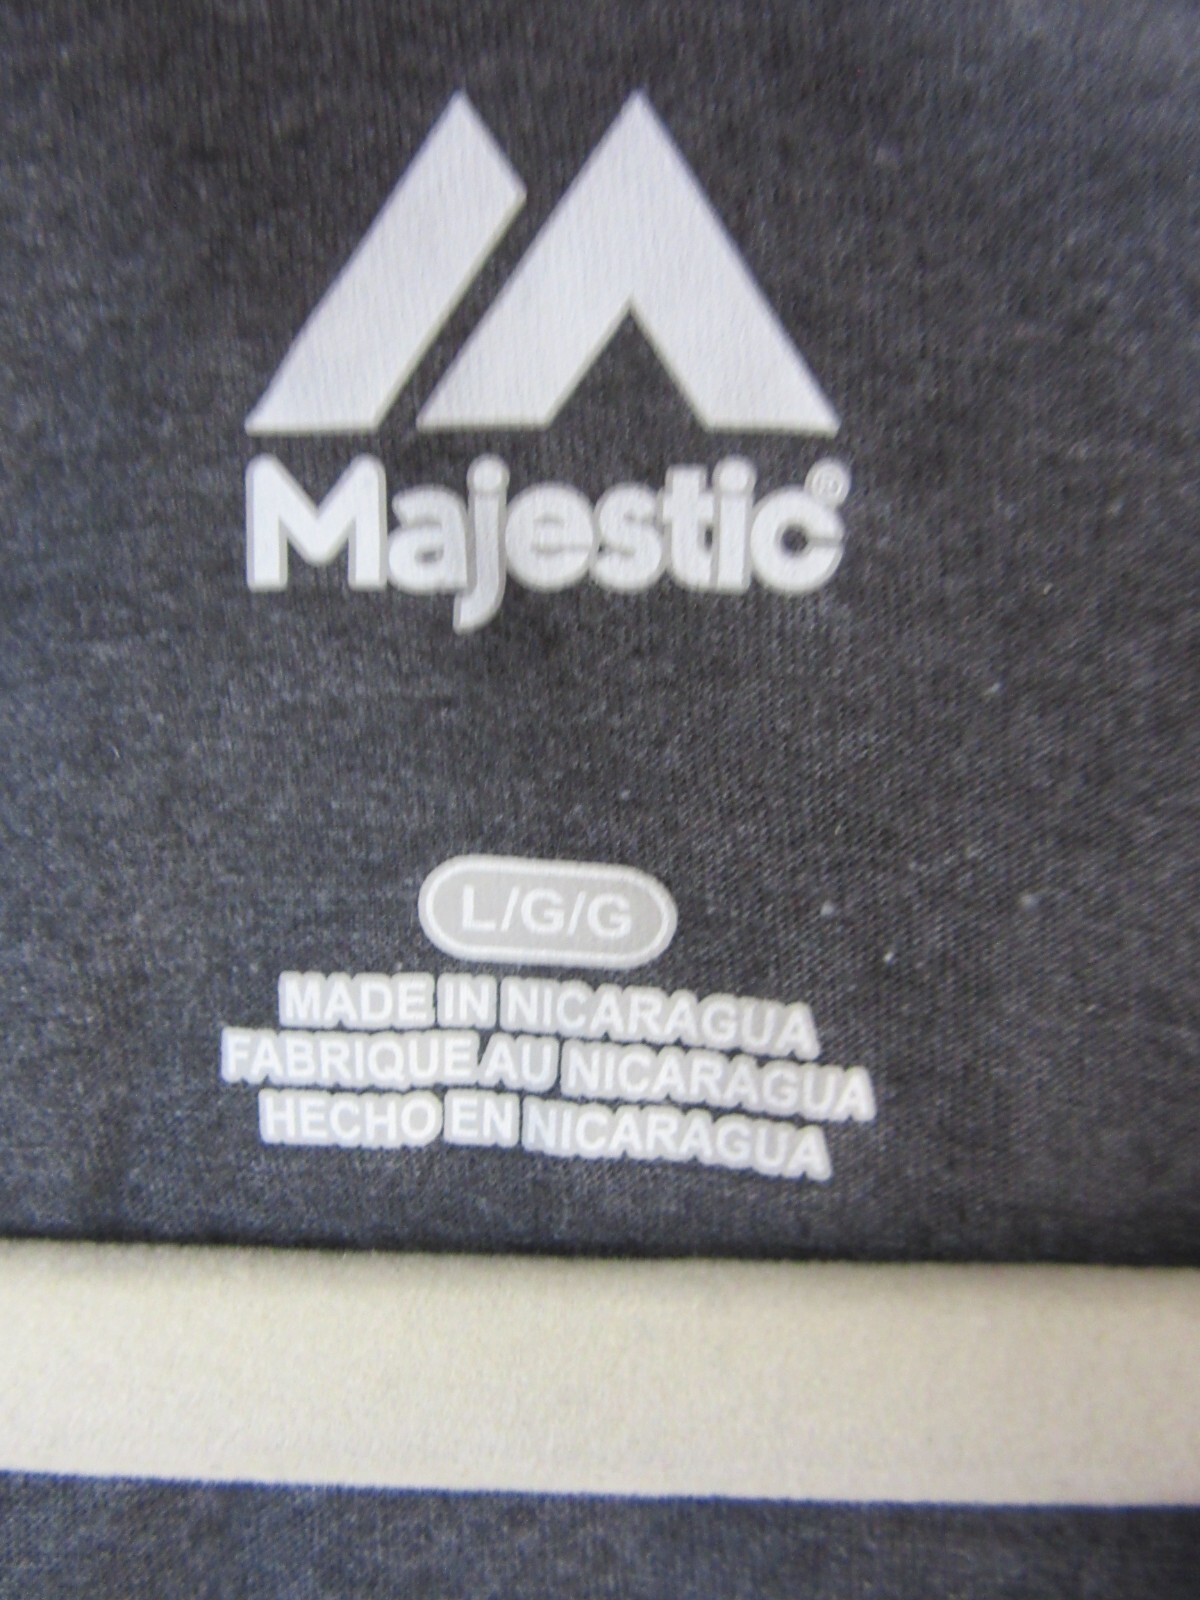 Majestic®
L/G/G
MADE IN NICARAGUA
FABRIQUE AU NICARAGUA
HECHO EN NICARAGUA